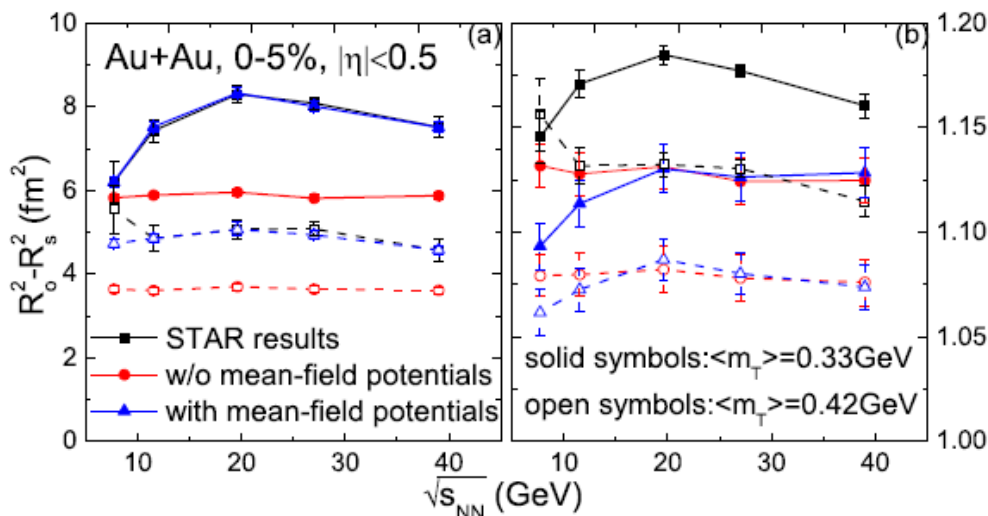 (a)
Au+Au, 0-5%, |η|<0.5
10
8
6
4
2
0
R_o^2-R_s^2 (fm^2)
STAR results
w/o mean-field potentials
with mean-field potentials
10 20 30 40
(b)
1.20
1.15
1.10
1.05
1.00
solid symbols:<m_T>=0.33GeV
open symbols:<m_T>=0.42GeV
10 20 30 40
√s_NN (GeV)